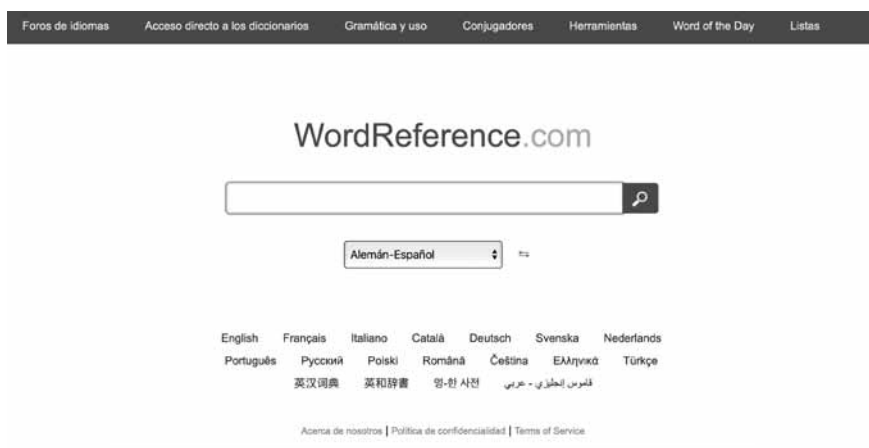 Foros de idiomas Acceso directo a los diccionarios Gramática y uso Conjugadores Herramientas Word of the Day Listas
WordReference.com
Alemán-Español
English Français Italiano Català Deutsch Svenska Nederlands
Português Русский Polski Română Čeština Ελληνικά Türkçe
英汉词典 英和辞書 영-한 사전 قاموس إنجليزي - عربي
Acerca de nosotros | Política de confidencialidad | Terms of Service